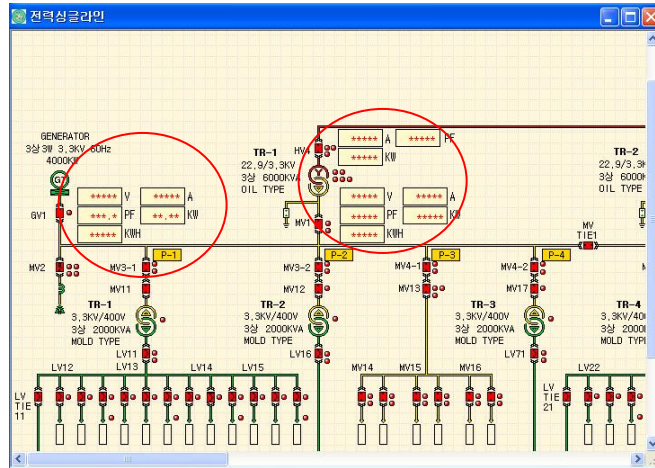 전력싱글라인
GENERATOR
3상 3W 3,3KV 60Hz
4000KW
GT
GV1
***** V ***** A
***,* PF **,** KW
***** KWH
TR-1
22,9/3,3KV
3상 6000KVA
OIL TYPE
HV4
***** A ***** PF
***** KW
***** V ***** A
***** PF ***** KW
***** KWH
MV1
TR-2
22,9/3,3K
3상 6000K
OIL TYPE
MV
TIE1
P-1 P-2 P-3 P-4
MV2 MV3-1 MV3-2 MV4-1 MV4-2
MV11 MV12 MV13 MV17
TR-1
3,3KV/400V
3상 2000KVA
MOLD TYPE
TR-2
3,3KV/400V
3상 2000KVA
MOLD TYPE
TR-3
3,3KV/400V
3상 2000KVA
MOLD TYPE
TR-4
3,3KV/400
3상 2000
MOLD TYP
LV11 LV16 LV71
LV12 LV13 LV14 LV15 MV14 MV15 MV16 LV22
LV
TIE
11
LV
TIE
21